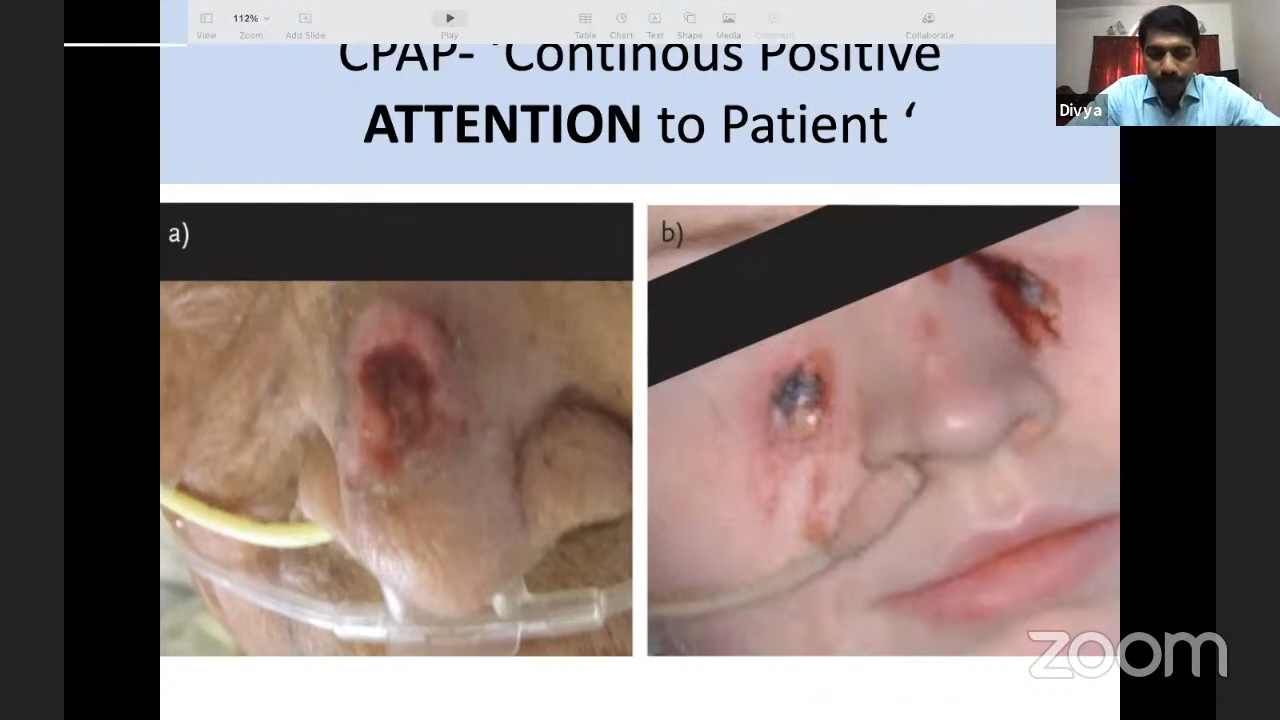 112%
View
Zoom
Add Slide
Play
Table
Chart
Text
Shape
Media
Comment
Collaborate
Divya
CPAP- ‘Continous Positive
ATTENTION to Patient ‘
a)
b)
zoom